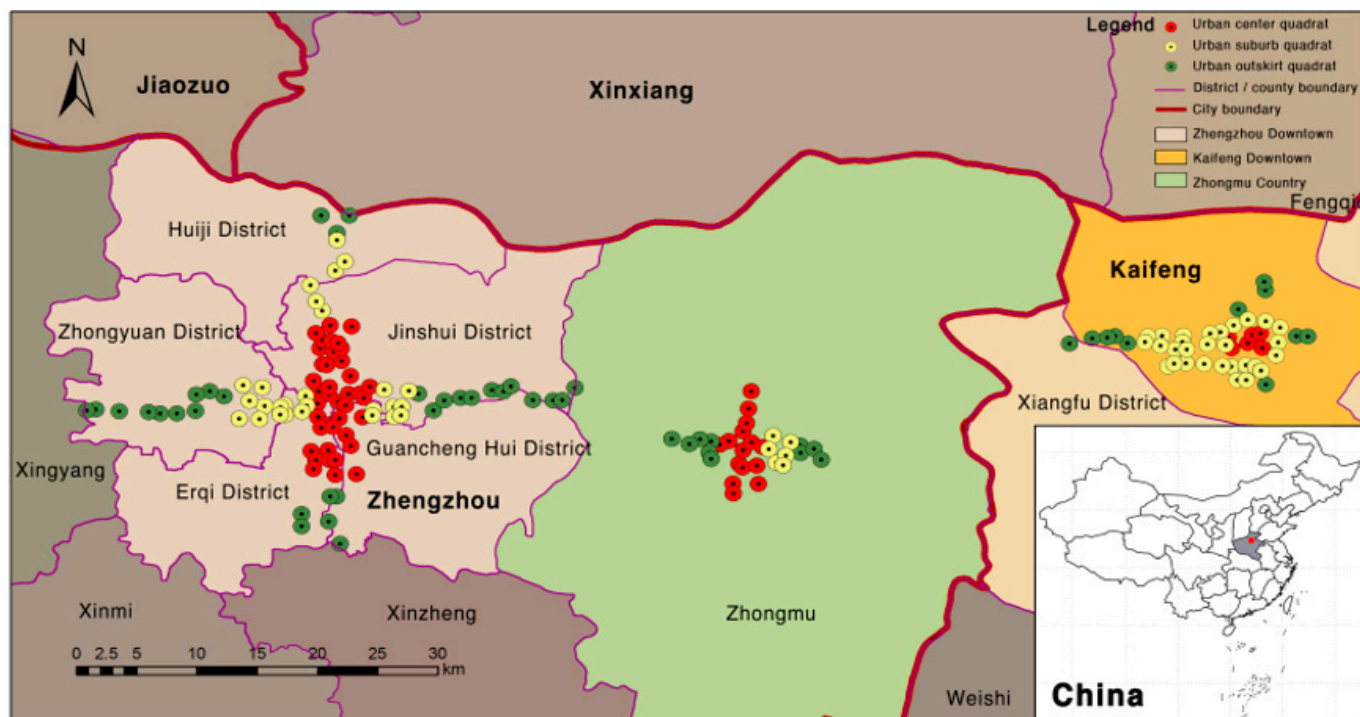 N
Legend
Urban center quadrat
Urban suburb quadrat
Urban outskirt quadrat
District / county boundary
City boundary
Zhengzhou Downtown
Kaifeng Downtown
Zhongmu Country
Jiaozuo
Xinxiang
Huiji District
Kaifeng
Zhongyuan District
Jinshui District
Xiangfu District
Guancheng Hui District
Xingyang
Erqi District
Zhengzhou
Xinmi
Xinzheng
Zhongmu
0 2.5 5 10 15 20 25 30
km
Weishi
China